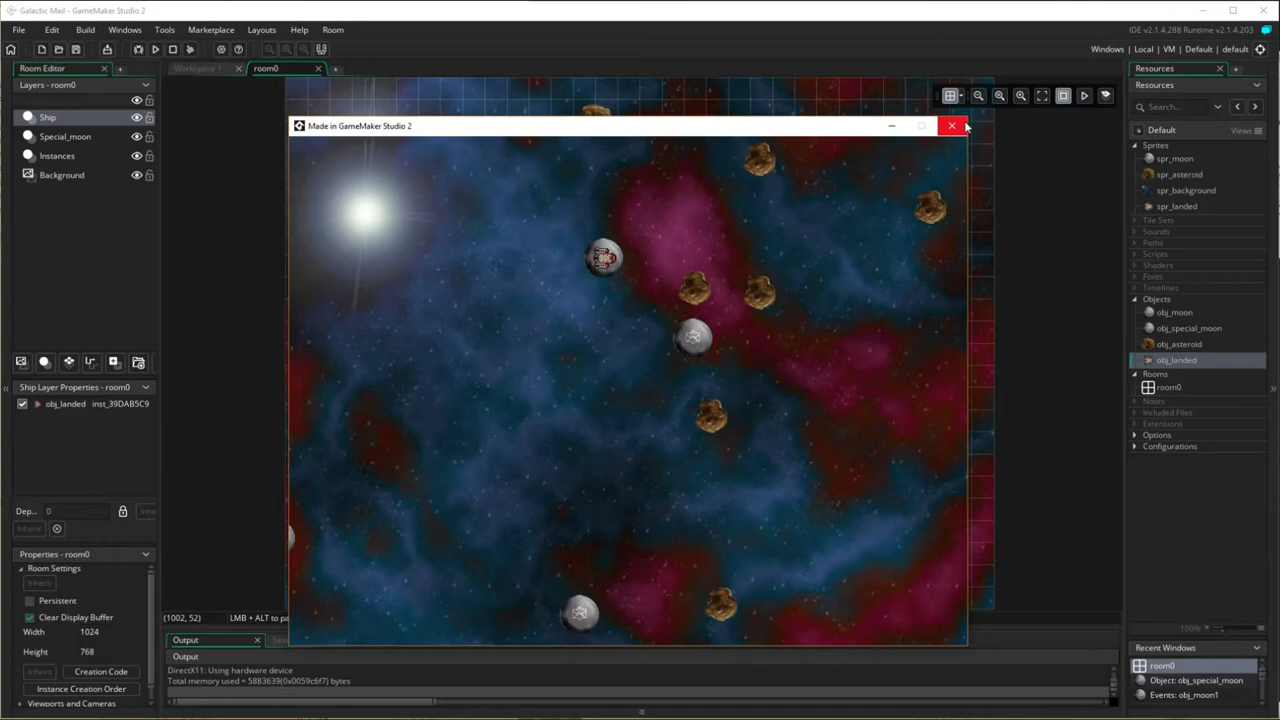 Galactic Mail - GameMaker Studio 2
File Edit Build Windows Tools Marketplace Layouts Help Room
IDE v2.1.4.288 Runtime v2.1.4.203
Windows | Local | VM | Default | default
Room Editor
Workspace 1
room0
Resources
Layers - room0
Resources
Search...
Ship
Special_moon
Instances
Background
Made in GameMaker Studio 2
Default
Views
Sprites
spr_moon
spr_asteroid
spr_background
spr_landed
Tile Sets
Sounds
Paths
Scripts
Shaders
Fonts
Timelines
Objects
obj_moon
obj_special_moon
obj_asteroid
obj_landed
Rooms
room0
Notes
Included Files
Extensions
Options
Configurations
Ship Layer Properties - room0
obj_landed inst_39DAB5C9
Dep... 0
Inhe
Inherit
Properties - room0
Room Settings
Inherit
Persistent
Clear Display Buffer
Width 1024
Height 768
Inherit
Creation Code
Instance Creation Order
Viewports and Cameras
(1002, 52)
LMB + ALT to pa
100%
Output
Output
DirectX11: Using hardware device
Total memory used = 5883639(0x0059c6f7) bytes
Recent Windows
room0
Object: obj_special_moon
Events: obj_moon1